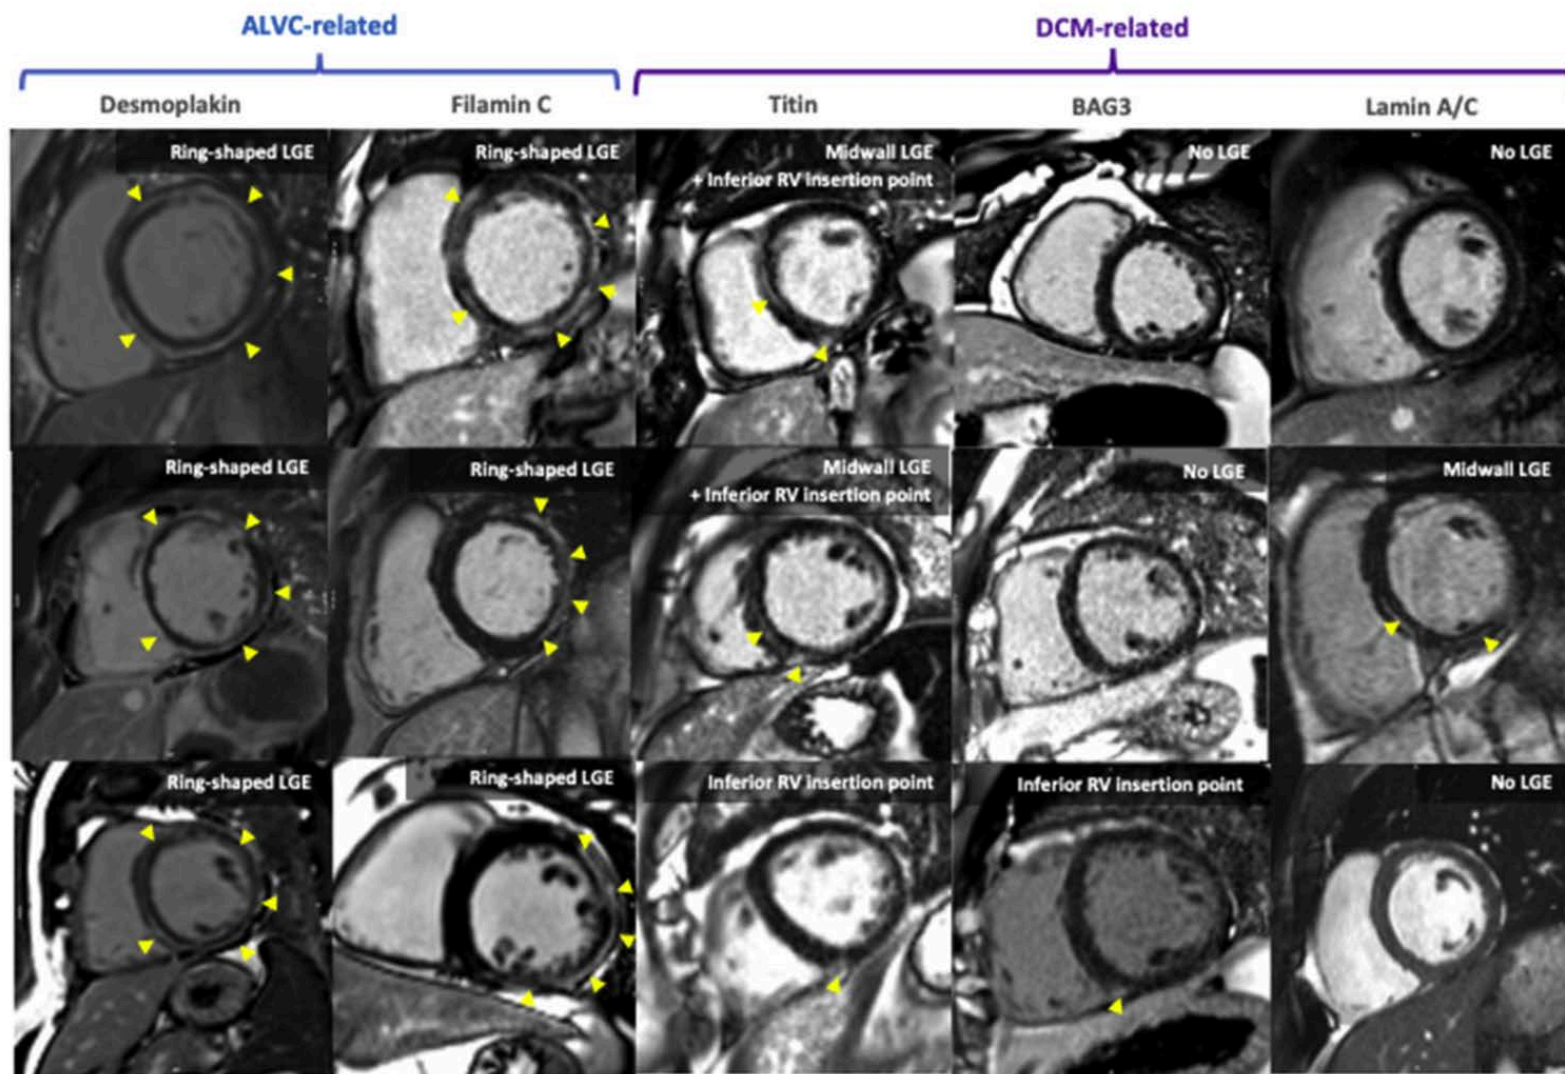 ALVC-related
DCM-related
Desmoplakin
Filamin C
Titin
BAG3
Lamin A/C
Ring-shaped LGE
Ring-shaped LGE
Midwall LGE
+ Inferior RV insertion point
No LGE
No LGE
Ring-shaped LGE
Ring-shaped LGE
Midwall LGE
+ Inferior RV insertion point
No LGE
Midwall LGE
Ring-shaped LGE
Ring-shaped LGE
Inferior RV insertion point
Inferior RV insertion point
No LGE